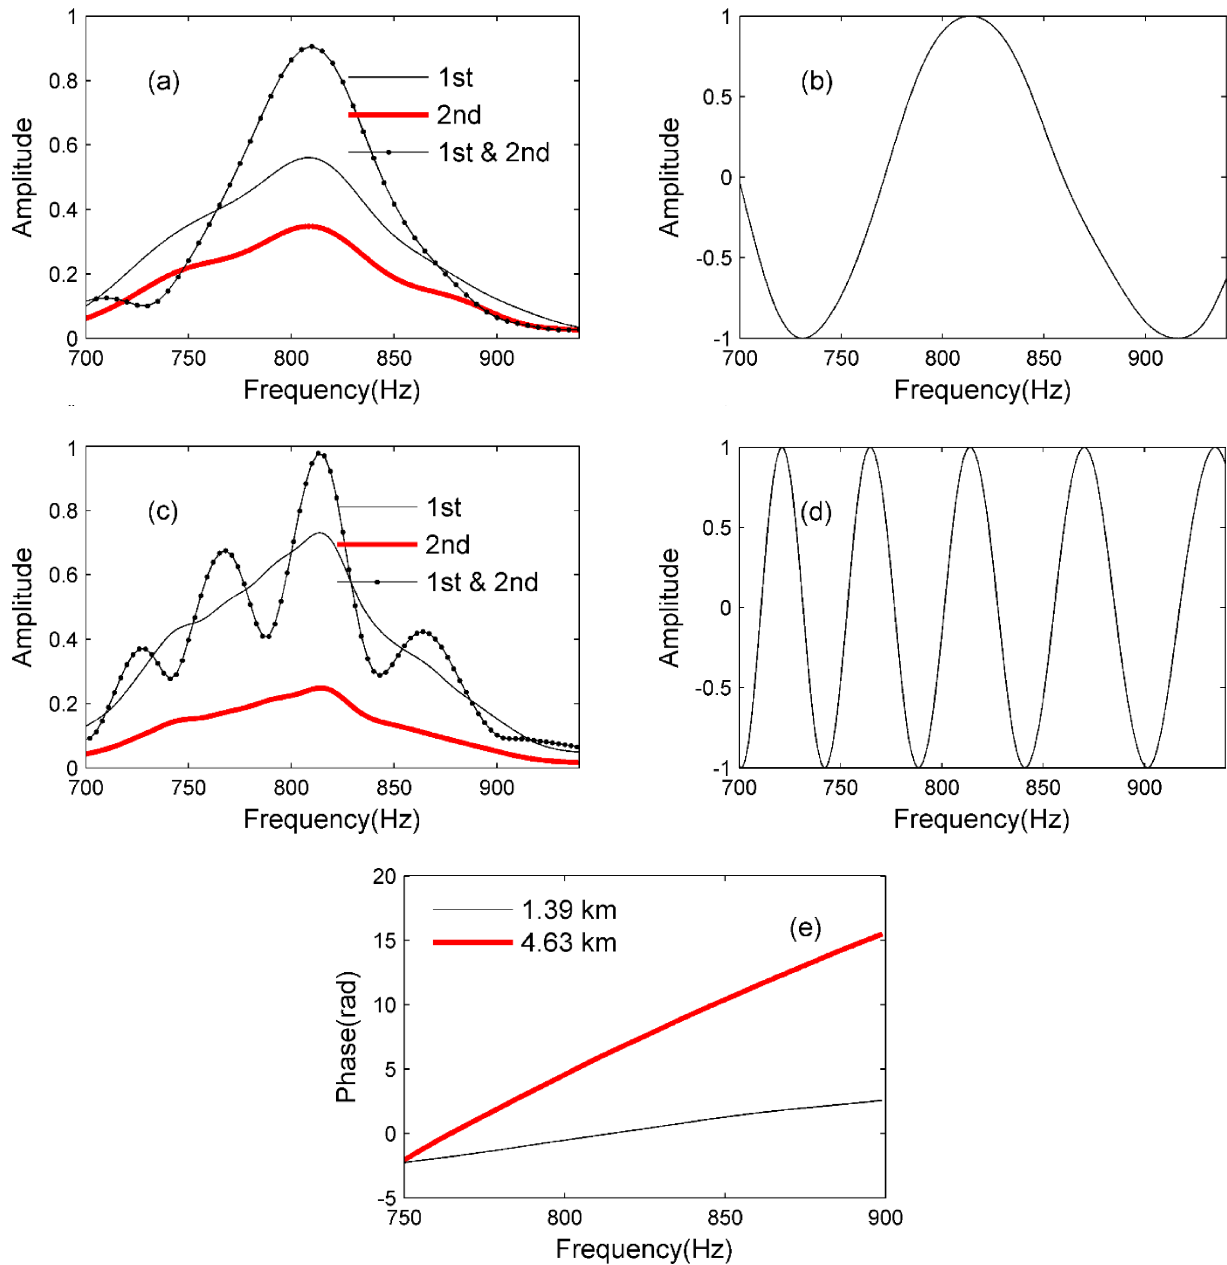 1
0.8
0.6
0.4
0.2
0
Amplitude
(a)
1st
2nd
1st & 2nd
700 750 800 850 900
Frequency(Hz)
1
0.5
0
-0.5
-1
Amplitude
(b)
700 750 800 850 900
Frequency(Hz)
1
0.8
0.6
0.4
0.2
0
Amplitude
(c)
1st
2nd
1st & 2nd
700 750 800 850 900
Frequency(Hz)
1
0.5
0
-0.5
-1
Amplitude
(d)
700 750 800 850 900
Frequency(Hz)
20
15
10
5
0
-5
Phase(rad)
1.39 km
4.63 km
(e)
750 800 850 900
Frequency(Hz)